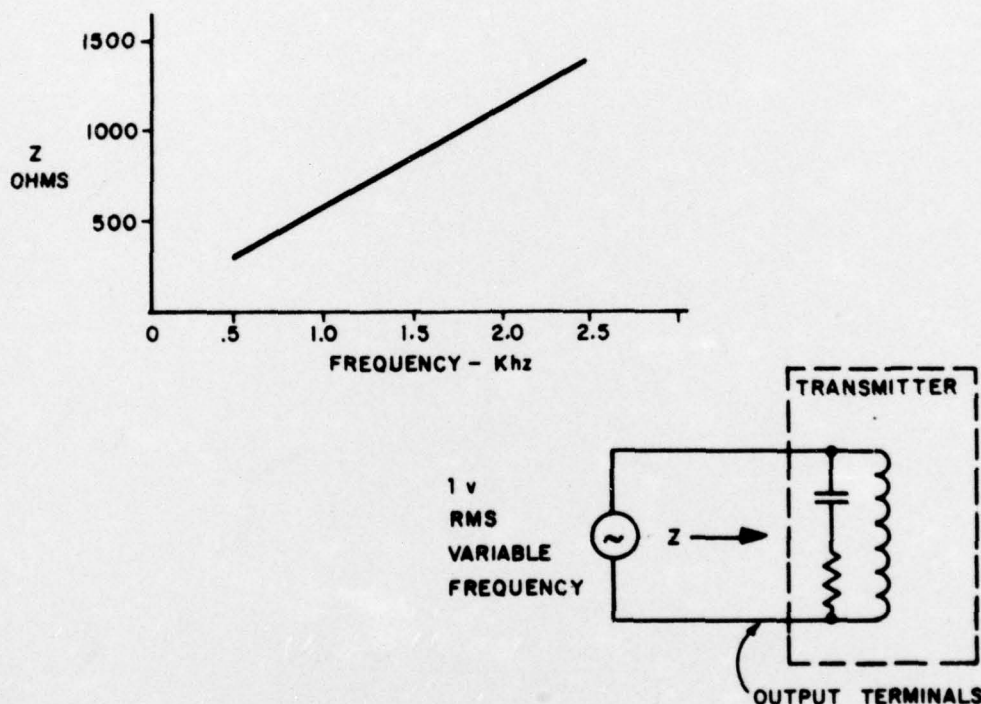 1500
1000
Z
OHMS
500
0 .5 1.0 1.5 2.0 2.5
FREQUENCY - Khz
TRANSMITTER
1 v
RMS
VARIABLE
FREQUENCY
~
Z
OUTPUT TERMINALS